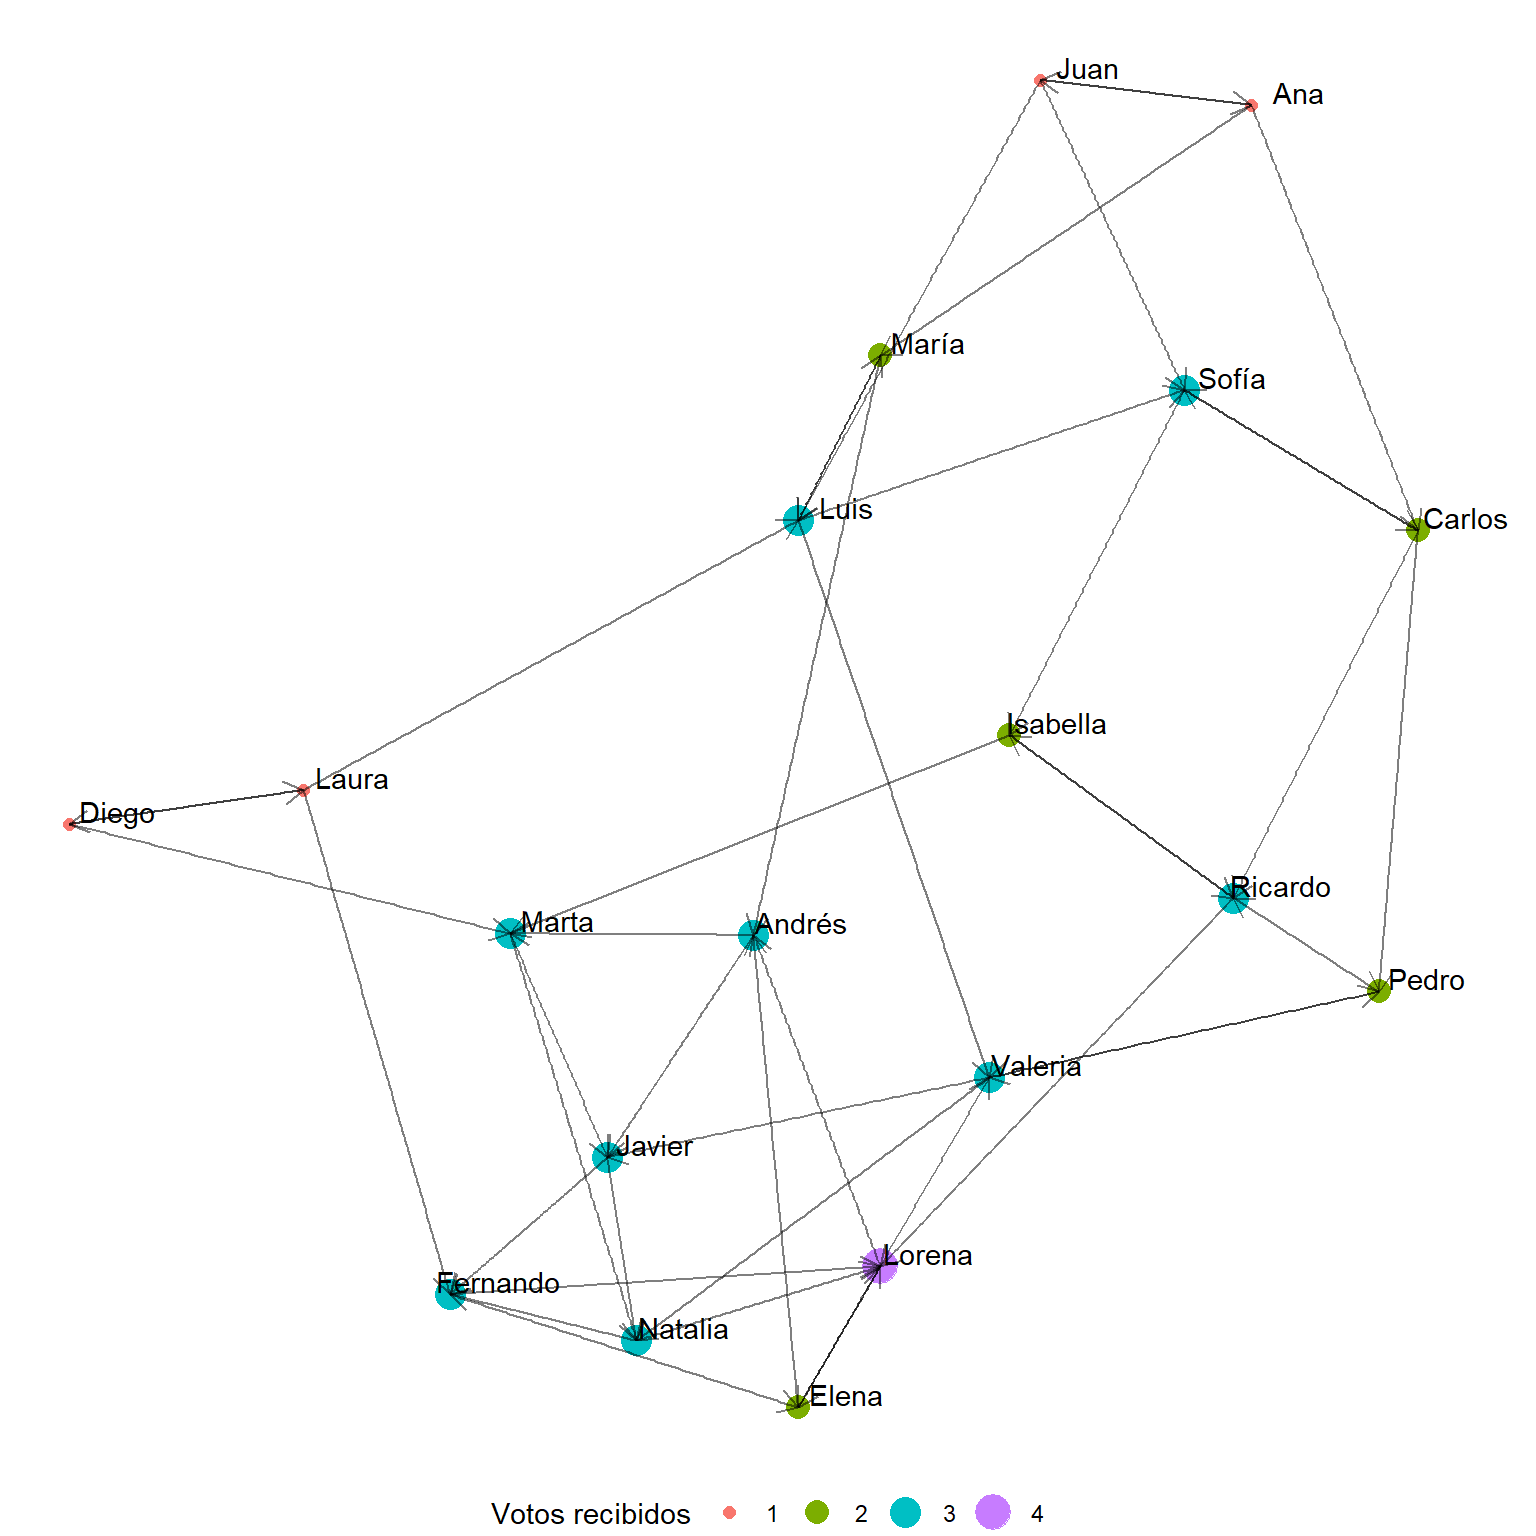 Juan
Ana
María
Sofía
Luis
Carlos
Isabella
Laura
Diego
Ricardo
Marta
Andrés
Pedro
Valeria
Javier
Lorena
Fernando
Natalia
Elena
Votos recibidos 1 2 3 4